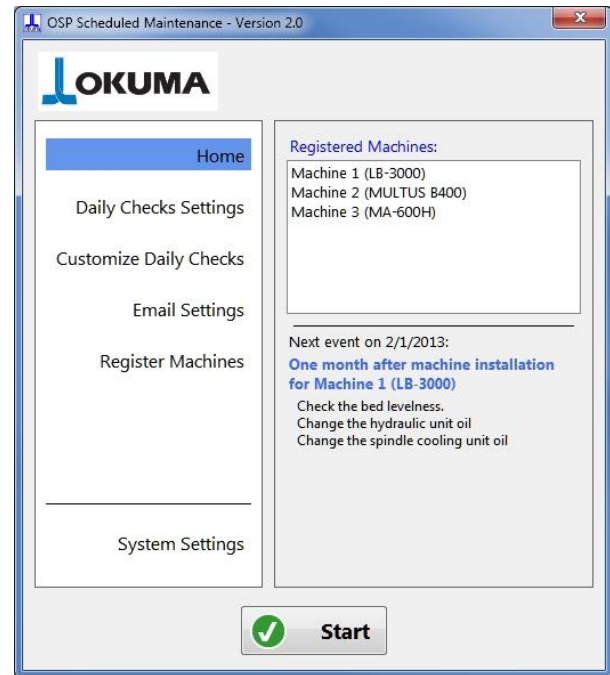 OSP Scheduled Maintenance - Version 2.0
OKUMA
Home
Daily Checks Settings
Customize Daily Checks
Email Settings
Register Machines
System Settings
Registered Machines:
Machine 1 (LB-3000)
Machine 2 (MULTUS B400)
Machine 3 (MA-600H)
Next event on 2/1/2013:
One month after machine installation
for Machine 1 (LB-3000)
Check the bed levelness.
Change the hydraulic unit oil
Change the spindle cooling unit oil
Start